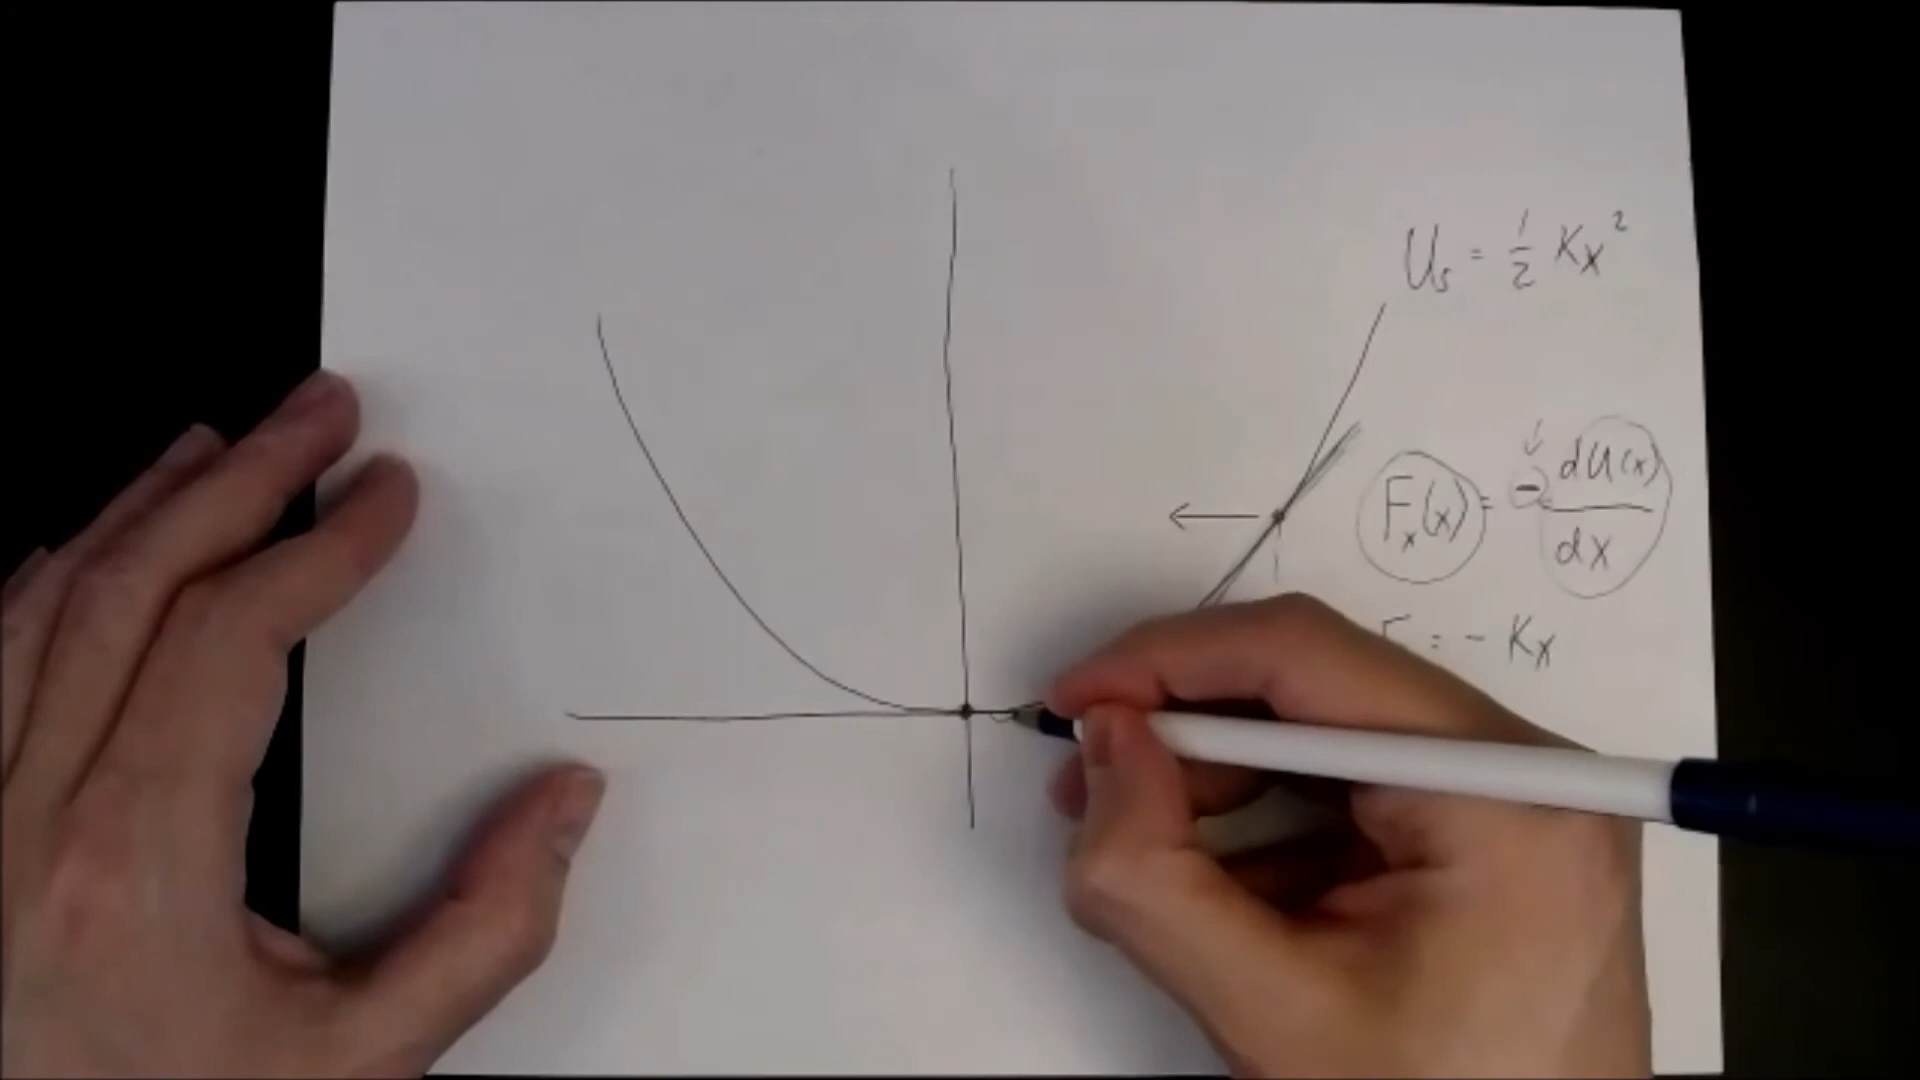 Us = 1/2 Kx²
Fx(x) = - dU(x)/dx
= - Kx